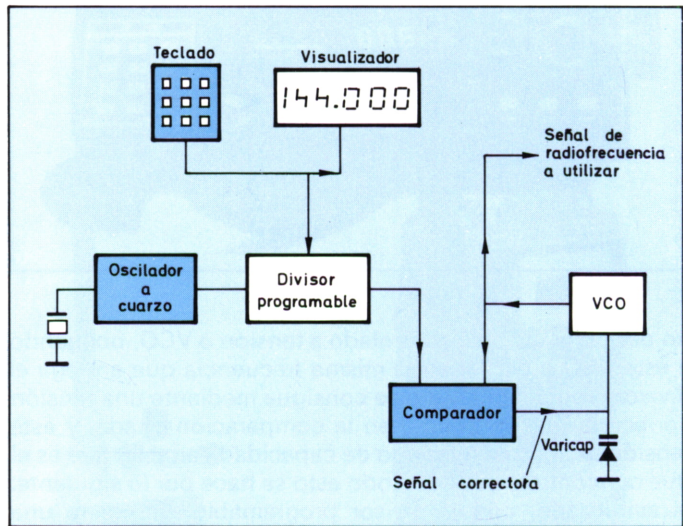 Teclado
Visualizador
144.000
Señal de
radiofrecuencia
a utilizar
Oscilador
a
cuarzo
Divisor
programable
VCO
Comparador
Varicap
Señal correctora